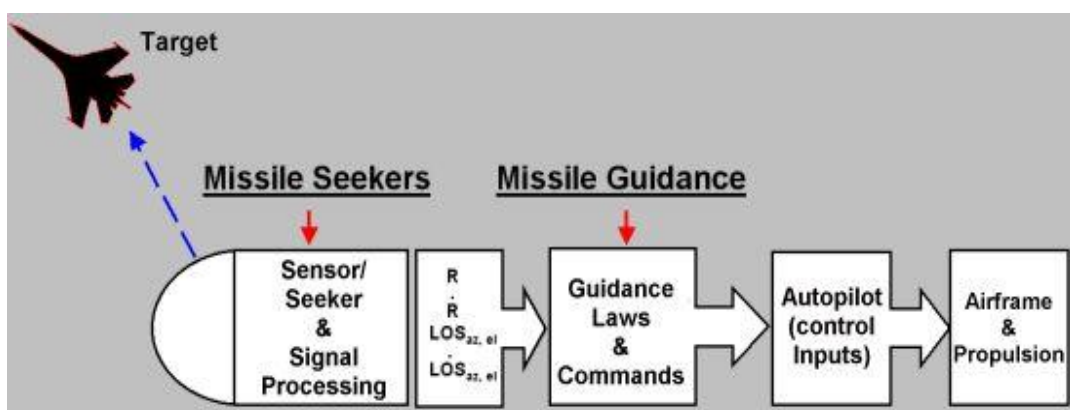 Target
Missile Seekers
Missile Guidance
Sensor/
Seeker
&
Signal
Processing
R
Ṙ
LOSaz, el
LȮSaz, el
Guidance
Laws
&
Commands
Autopilot
(control
Inputs)
Airframe
&
Propulsion